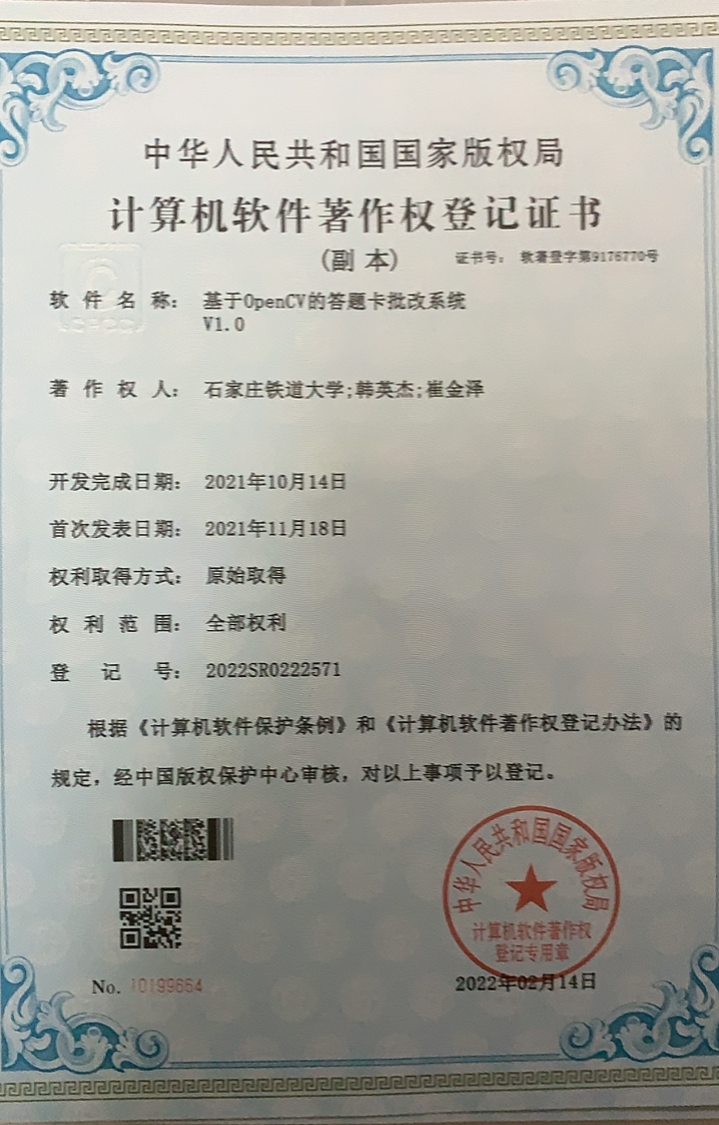 中华人民共和国国家版权局
计算机软件著作权登记证书
(副本)
证书号： 软著登字第9176770号
软件名称： 基于OpenCV的答题卡批改系统
V1.0
著作权人： 石家庄铁道大学;韩英杰;崔金泽
开发完成日期： 2021年10月14日
首次发表日期： 2021年11月18日
权利取得方式： 原始取得
权利范围： 全部权利
登记号： 2022SR0222571
根据《计算机软件保护条例》和《计算机软件著作权登记办法》的
规定，经中国版权保护中心审核，对以上事项予以登记。
中华人民共和国国家版权局
计算机软件著作权
登记专用章
No. 10199664
2022年02月14日